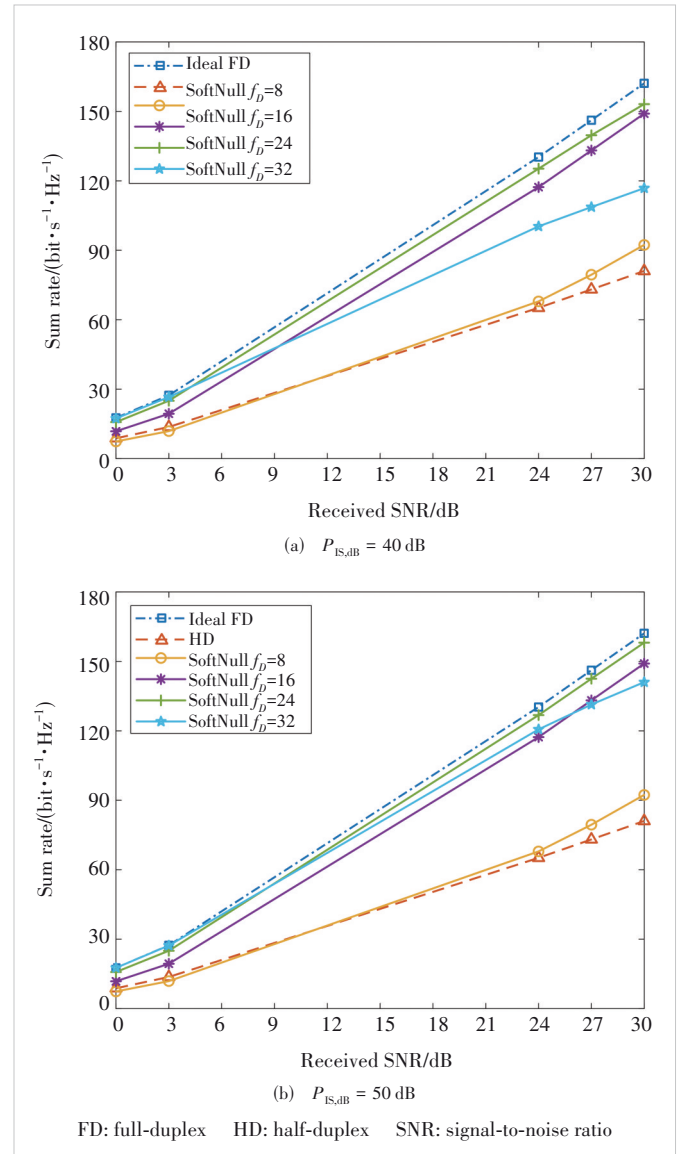 180
150
120
90
60
30
0
Sum rate/(bit·s⁻¹·Hz⁻¹)
Ideal FD
SoftNull f_D=8
SoftNull f_D=16
SoftNull f_D=24
SoftNull f_D=32
0 3 6 9 12 15 18 21 24 27 30
Received SNR/dB
(a) P_IS,dB = 40 dB
180
150
120
90
60
30
0
Sum rate/(bit·s⁻¹·Hz⁻¹)
Ideal FD
HD
SoftNull f_D=8
SoftNull f_D=16
SoftNull f_D=24
SoftNull f_D=32
0 3 6 9 12 15 18 21 24 27 30
Received SNR/dB
(b) P_IS,dB = 50 dB
FD: full-duplex HD: half-duplex SNR: signal-to-noise ratio